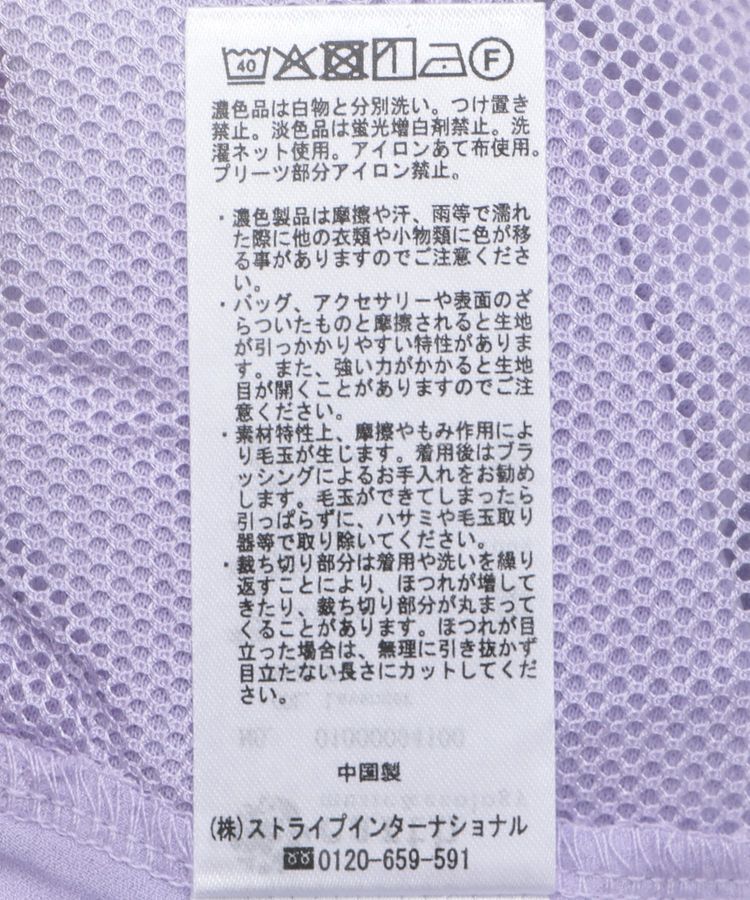 40 F
濃色品は白物と分別洗い。つけ置き
禁止。淡色品は蛍光増白剤禁止。洗
濯ネット使用。アイロンあて布使用。
プリーツ部分アイロン禁止。
・濃色製品は摩擦や汗、雨等で濡れ
た際に他の衣類や小物類に色が移
る事がありますのでご注意くださ
い。
・バッグ、アクセサリーや表面のざ
らついたものと摩擦されると生地
が引っかかりやすい特性がありま
す。また、強い力がかかると生地
目が開くことがありますのでご注
意ください。
・素材特性上、摩擦やもみ作用によ
り毛玉が生じます。着用後はブラ
ッシングによるお手入れをお勧め
します。毛玉ができてしまったら
引っぱらずに、ハサミや毛玉取り
器等で取り除いてください。
・裁ち切り部分は着用や洗いを繰り
返すことにより、ほつれが増して
きたり、裁ち切り部分が丸まって
くることがあります。ほつれが目
立った場合は、無理に引き抜かず
目立たない長さにカットしてくだ
さい。
中国製
(株)ストライプインターナショナル
0120-659-591